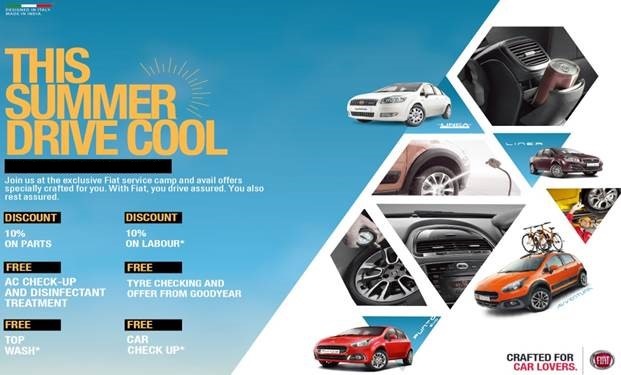 DESIGNED IN ITALY.
MADE IN INDIA.
THIS
SUMMER
DRIVE COOL
Join us at the exclusive Fiat service camp and avail offers
specially crafted for you. With Fiat, you drive assured. You also
rest assured.
DISCOUNT
10%
ON PARTS
DISCOUNT
10%
ON LABOUR*
FREE
AC CHECK-UP
AND DISINFECTANT
TREATMENT
FREE
TYRE CHECKING AND
OFFER FROM GOODYEAR
FREE
TOP
WASH*
FREE
CAR
CHECK UP*
LINEA
LINEA
AVVENTURA
PUNTO
CRAFTED FOR
CAR LOVERS.
FIAT